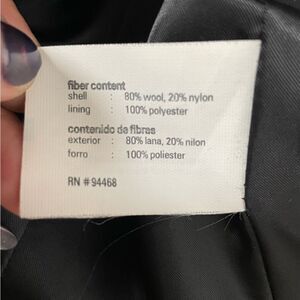 fiber content
shell : 80% wool, 20% nylon
lining : 100% polyester
contenido de fibras
exterior : 80% lana, 20% nilon
forro : 100% poliester
RN # 94468